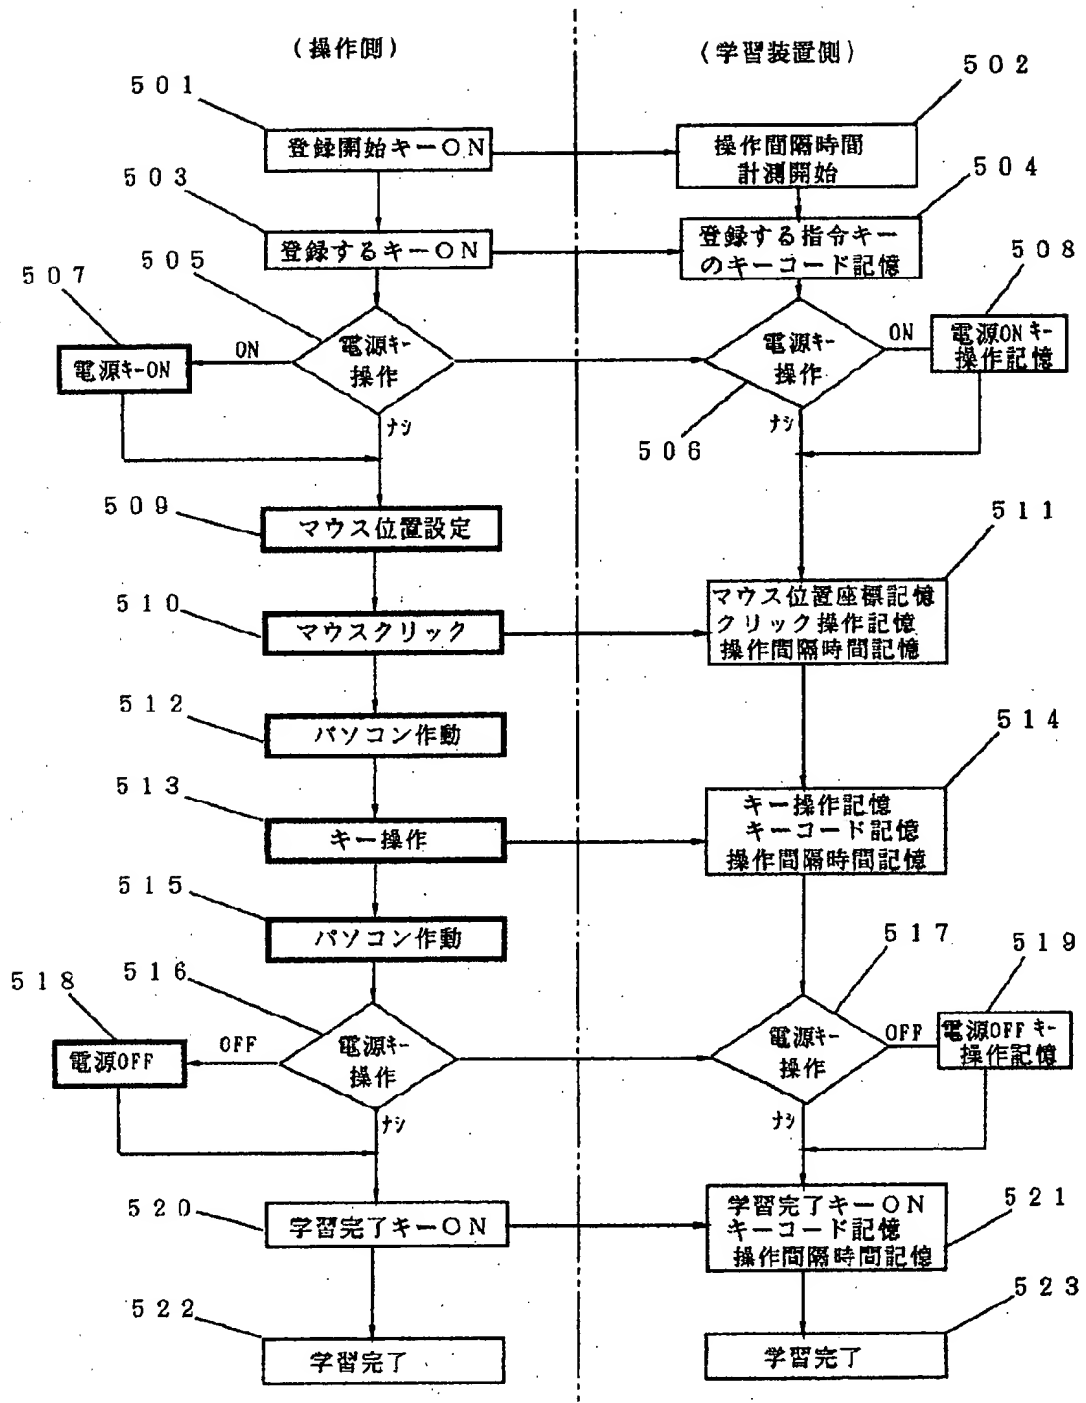 (操作側)
(学習装置側)
501
502
登録開始キーON
操作間隔時間
計測開始
503
504
登録するキーON
登録する指令キー
のキーコード記憶
505
507
508
電源キー
操作
ON
電源キーON
ナシ
電源キー
操作
ON
電源ONキー
操作記憶
ナシ
506
509
マウス位置設定
511
510
マウスクリック
マウス位置座標記憶
クリック操作記憶
操作間隔時間記憶
512
パソコン作動
514
513
キー操作
キー操作記憶
キーコード記憶
操作間隔時間記憶
515
パソコン作動
517
519
516
518
電源キー
操作
OFF
電源OFF
ナシ
電源キー
操作
OFF
電源OFFキー
操作記憶
ナシ
520
学習完了キーON
521
学習完了キーON
キーコード記憶
操作間隔時間記憶
522
523
学習完了
学習完了